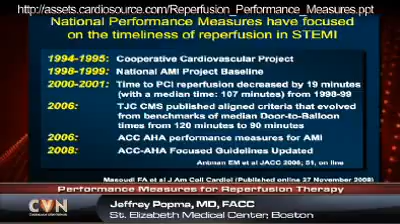 http://assets.cardiosource.com/Reperfusion_Performance_Measures.ppt
National Performance Measures have focused
on the timeliness of reperfusion in STEMI
1994-1995: Cooperative Cardiovascular Project
1998-1999: National AMI Project Baseline
2000-2001: Time to PCI reperfusion decreased by 19 minutes
(with a median time: 107 minutes) from 1998-99
2006: TJC CMS published aligned criteria that evolved
from benchmarks of median Door-to-Balloon
times from 120 minutes to 90 minutes
2006: ACC AHA performance measures for AMI
2008: ACC-AHA Focused Guidelines Updated
Antman EM et al JACC 2008; 51, on line
Masoudi FA et al J Am Coll Cardiol (Published online 27 November 2008)
Performance Measures for Reperfusion Therapy
CVN
Jeffrey Popma, MD, FACC
St. Elizabeth Medical Center, Boston